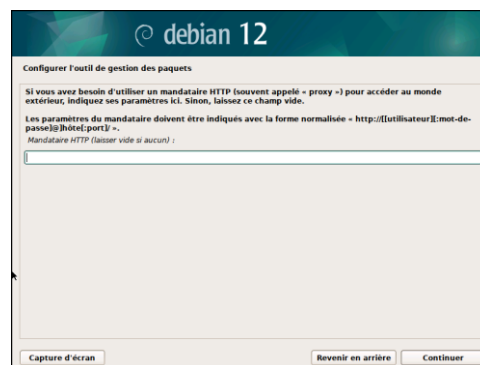 debian 12
Configurer l'outil de gestion des paquets
Si vous avez besoin d'utiliser un mandataire HTTP (souvent appelé « proxy ») pour accéder au monde
extérieur, indiquez ses paramètres ici. Sinon, laissez ce champ vide.
Les paramètres du mandataire doivent être indiqués avec la forme normalisée « http://[[utilisateur][:mot-de-
passe]@]hôte[:port]/ ».
Mandataire HTTP (laisser vide si aucun) :
Capture d'écran
Revenir en arrière
Continuer